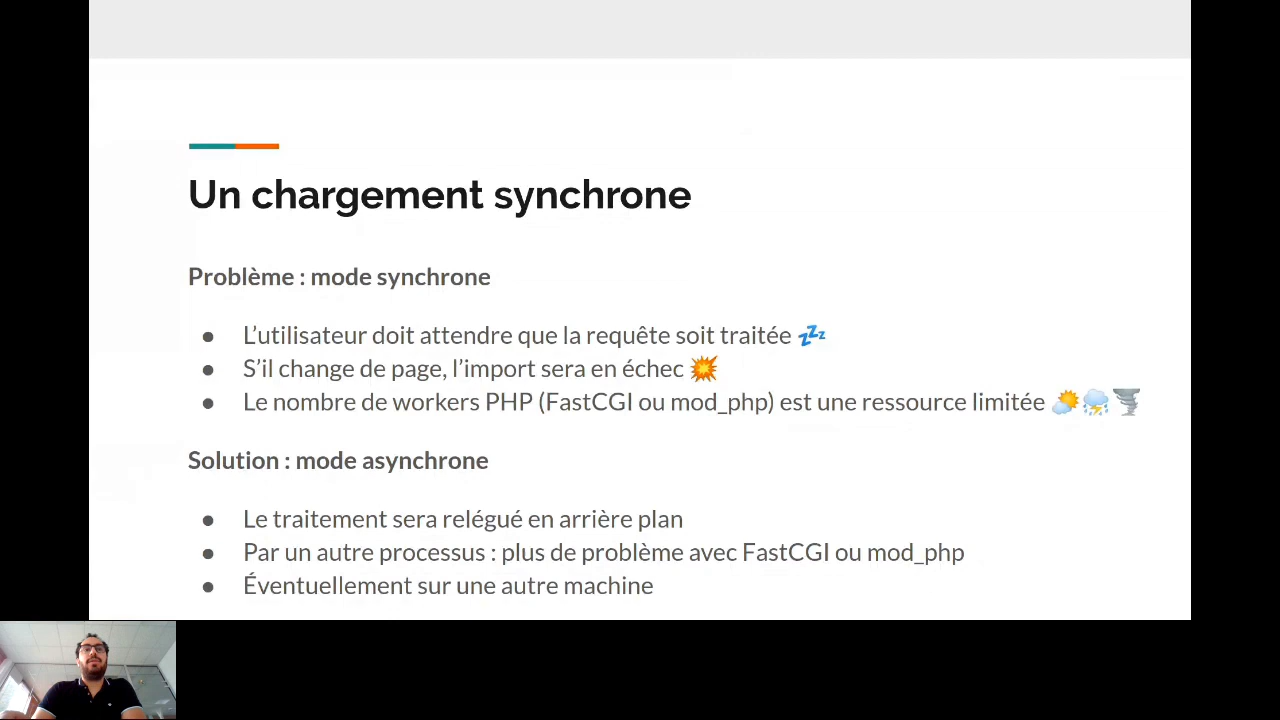 Un chargement synchrone
Problème : mode synchrone
● L’utilisateur doit attendre que la requête soit traitée 💤
● S’il change de page, l’import sera en échec 💥
● Le nombre de workers PHP (FastCGI ou mod_php) est une ressource limitée 🌤️⛈️🌪️
Solution : mode asynchrone
● Le traitement sera relégué en arrière plan
● Par un autre processus : plus de problème avec FastCGI ou mod_php
● Éventuellement sur une autre machine